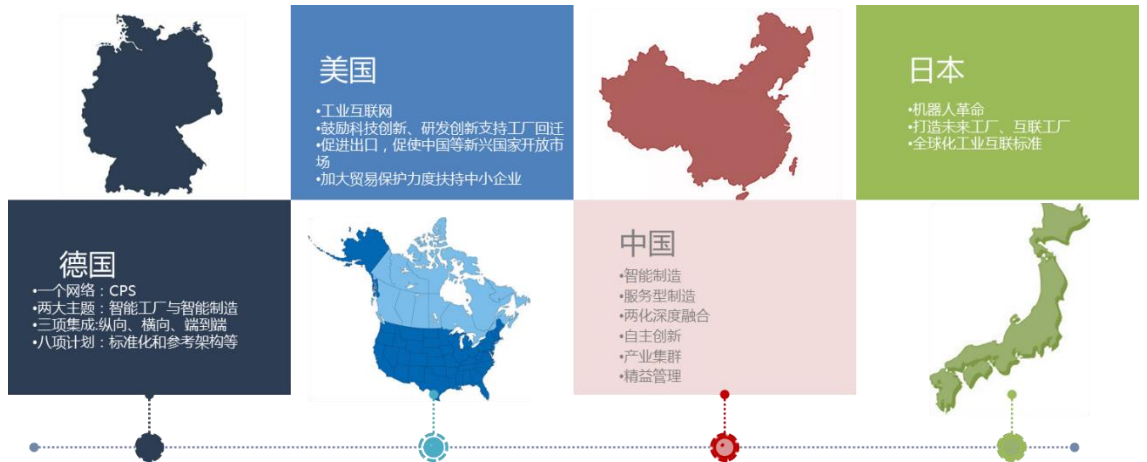 美国
•工业互联网
•鼓励科技创新、研发创新支持工厂回迁
•促进出口，促使中国等新兴国家开放市
场
•加大贸易保护力度扶持中小企业
日本
•机器人革命
•打造未来工厂、互联工厂
•全球化工业互联标准
德国
•一个网络：CPS
•两大主题：智能工厂与智能制造
•三项集成:纵向、横向、端到端
•八项计划：标准化和参考架构等
中国
•智能制造
•服务型制造
•两化深度融合
•自主创新
•产业集群
•精益管理